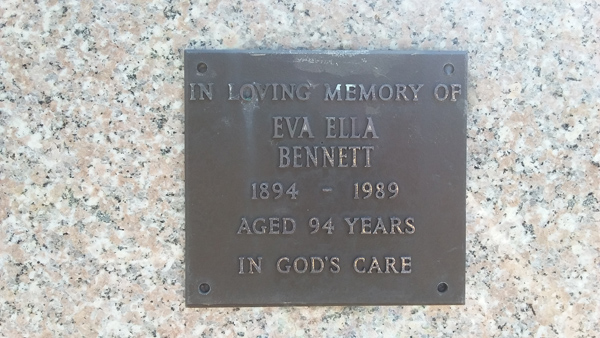 IN LOVING MEMORY OF
EVA ELLA
BENNETT
1894 - 1989
AGED 94 YEARS
IN GOD'S CARE